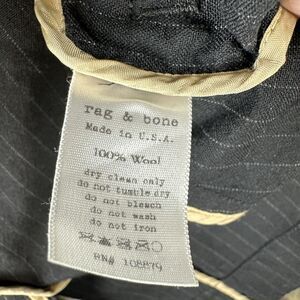 rag & bone
Made in U.S.A.
100% Wool
dry clean only
do not tumble dry
do not bleach
do not wash
do not iron
RN# 108879